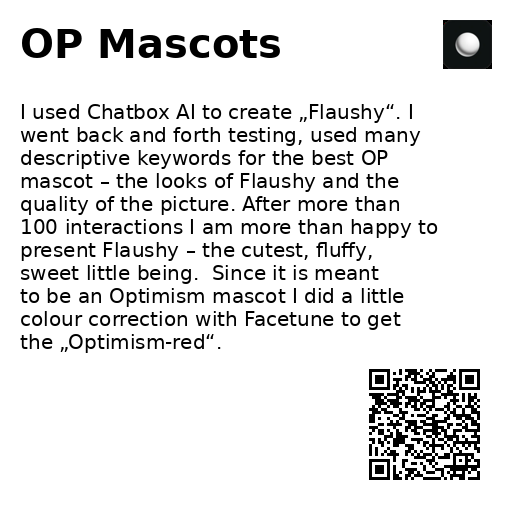 OP Mascots
I used Chatbox AI to create „Flaushy“. I
went back and forth testing, used many
descriptive keywords for the best OP
mascot – the looks of Flaushy and the
quality of the picture. After more than
100 interactions I am more than happy to
present Flaushy – the cutest, fluffy,
sweet little being.  Since it is meant
to be an Optimism mascot I did a little
colour correction with Facetune to get
the „Optimism-red“.